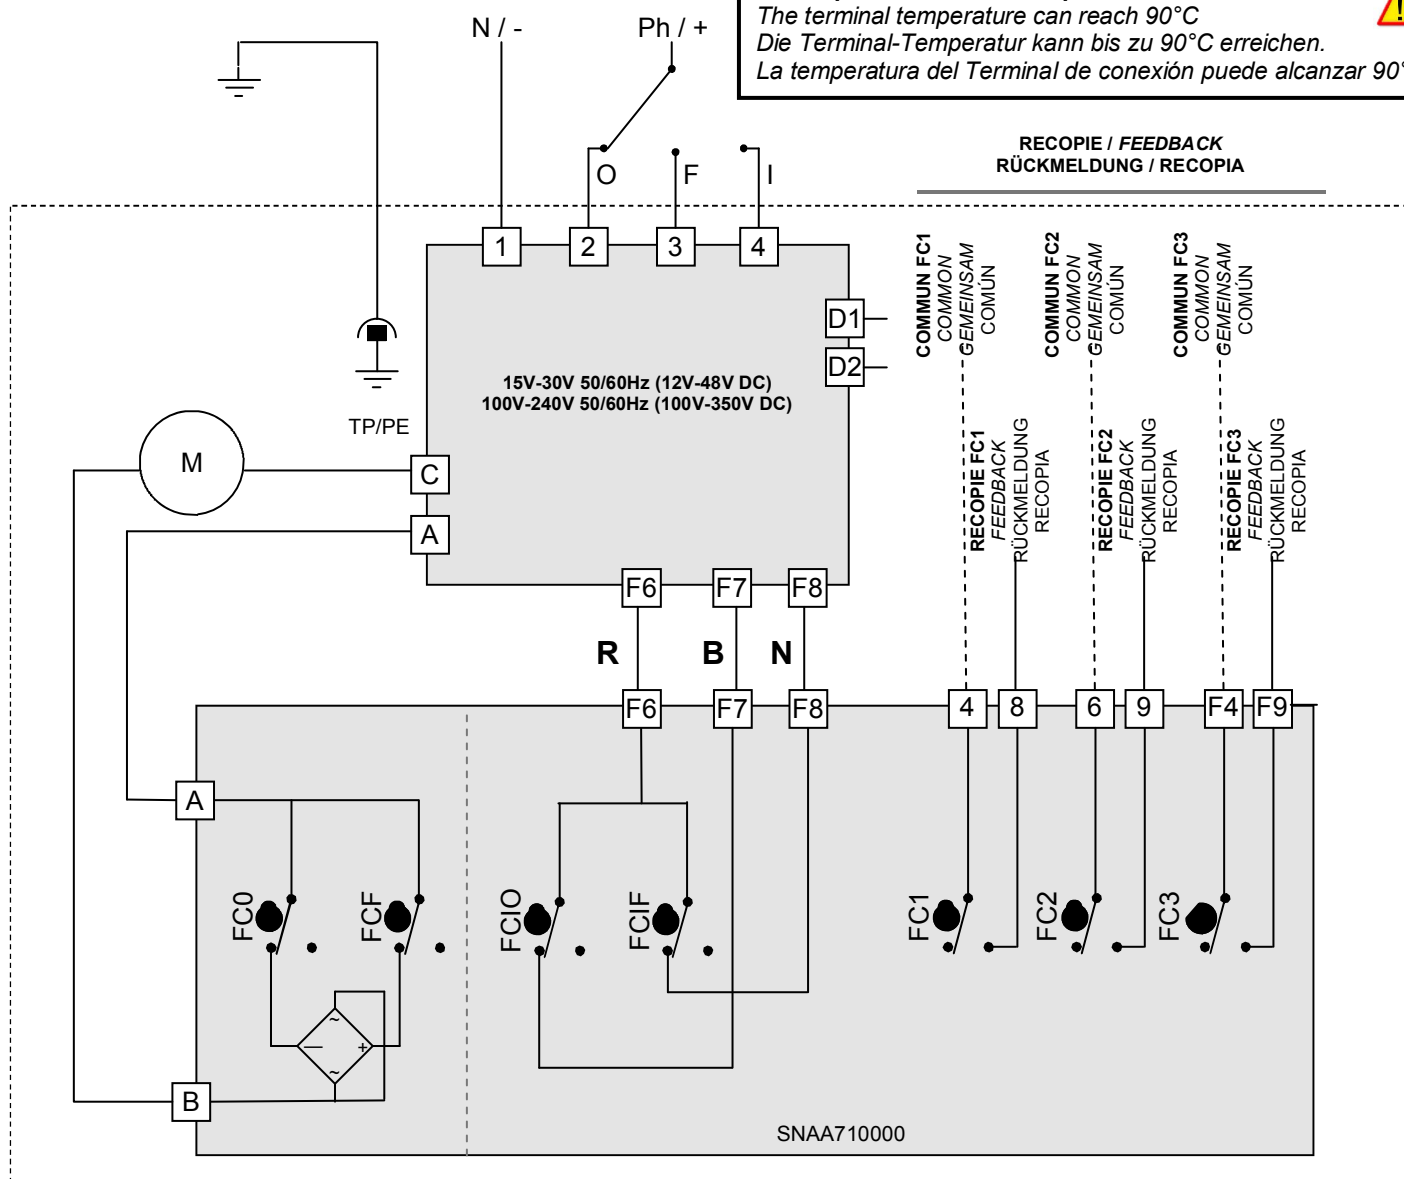 The terminal temperature can reach 90°C
Die Terminal-Temperatur kann bis zu 90°C erreichen.
La temperatura del Terminal de conexión puede alcanzar 90°
!
N / -
Ph / +
RECOPIE / FEEDBACK
RÜCKMELDUNG / RECOPIA
O
F
I
1
2
3
4
D1
D2
15V-30V 50/60Hz (12V-48V DC)
100V-240V 50/60Hz (100V-350V DC)
TP/PE
M
C
A
F6
F7
F8
R
B
N
COMMUN FC1
COMMON
GEMEINSAM
COMÚN
COMMUN FC2
COMMON
GEMEINSAM
COMÚN
COMMUN FC3
COMMON
GEMEINSAM
COMÚN
RECOPIE FC1
FEEDBACK
RÜCKMELDUNG
RECOPIA
RECOPIE FC2
FEEDBACK
RÜCKMELDUNG
RECOPIA
RECOPIE FC3
FEEDBACK
RÜCKMELDUNG
RECOPIA
F6
F7
F8
4
8
6
9
F4
F9
A
FC0
FCF
FCIO
FCIF
FC1
FC2
FC3
~
—
+
~
B
SNAA710000